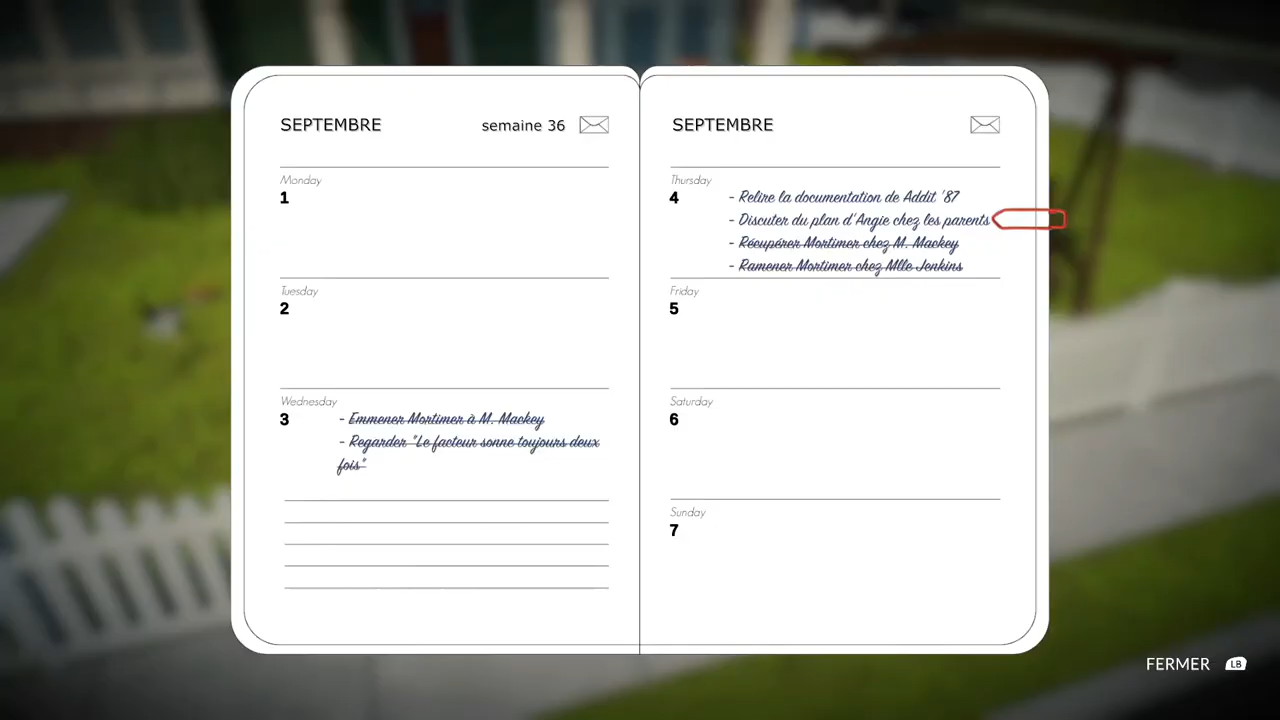 SEPTEMBRE semaine 36
Monday
1
Tuesday
2
Wednesday
3
- Emmener Mortimer à M. Mackey
- Regarder "Le facteur sonne toujours deux
fois"
SEPTEMBRE
Thursday
4
- Relire la documentation de Addit '87
- Discuter du plan d'Angie chez les parents
- Récupérer Mortimer chez M. Mackey
- Ramener Mortimer chez Mlle Jenkins
Friday
5
Saturday
6
Sunday
7
FERMER LB